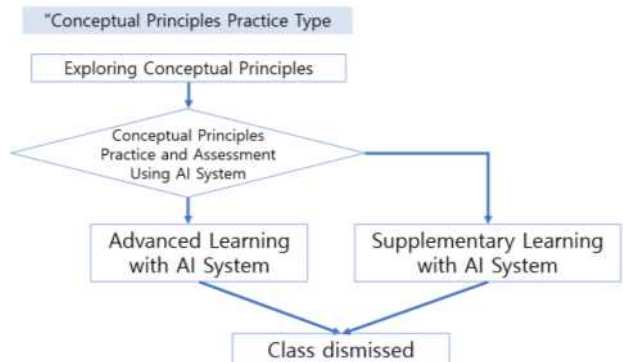 "Conceptual Principles Practice Type
Exploring Conceptual Principles
Conceptual Principles
Practice and Assessment
Using AI System
Advanced Learning
with AI System
Supplementary Learning
with AI System
Class dismissed